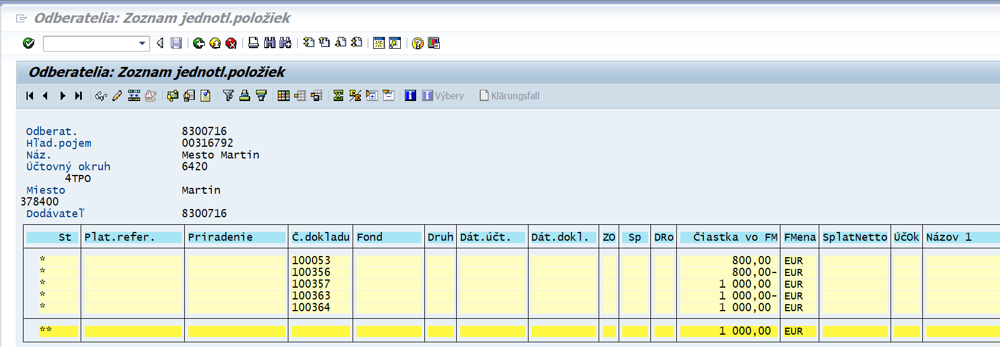 Odberatelia: Zoznam jednotl.položiek
Odberatelia: Zoznam jednotl.položiek
Výbery Klärungsfall
Odberat. 8300716
Hľad.pojem 00316792
Náz. Mesto Martin
Účtovný okruh 6420
4TPO
Miesto Martin
378400
Dodávateľ 8300716
St Plat.refer. Priradenie Č.dokladu Fond Druh Dát.účt. Dát.dokl. ZO Sp DRo Čiastka vo FM FMena SplatNetto ÚčOk Názov 1
* 100053 800,00 EUR
* 100356 800,00- EUR
* 100357 1 000,00 EUR
* 100363 1 000,00- EUR
* 100364 1 000,00 EUR
** 1 000,00 EUR